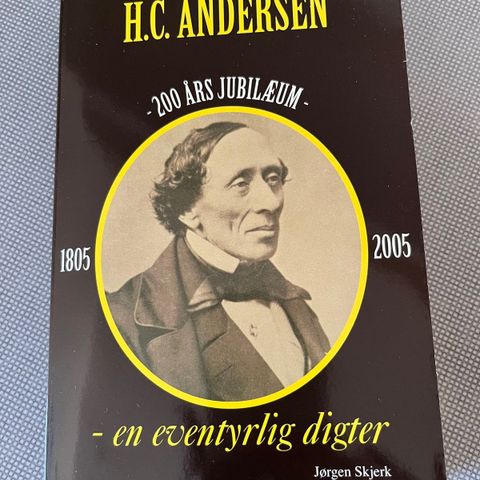 H.C. ANDERSEN
- 200 ÅRS JUBILÆUM -
1805
2005
- en eventyrlig digter
Jørgen Skjerk